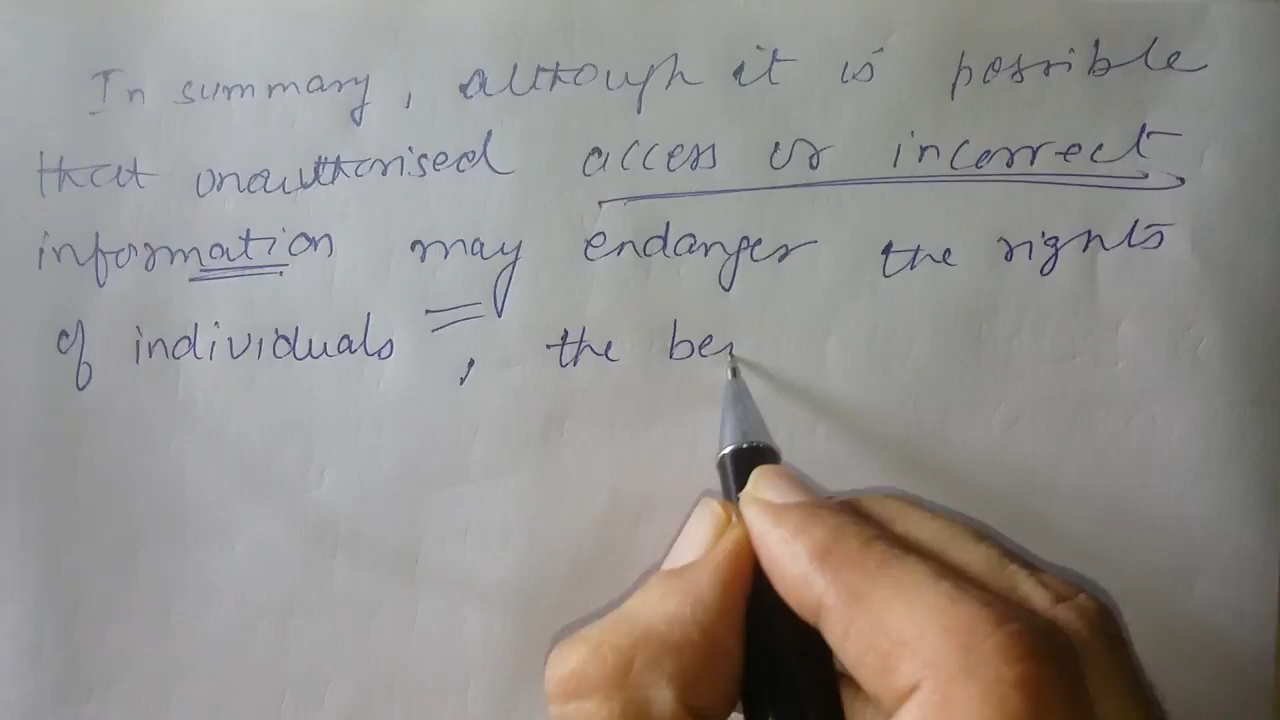 In summary, although it is possible
that unauthorised access or incorrect
information may endanger the rights
of individuals, the ben